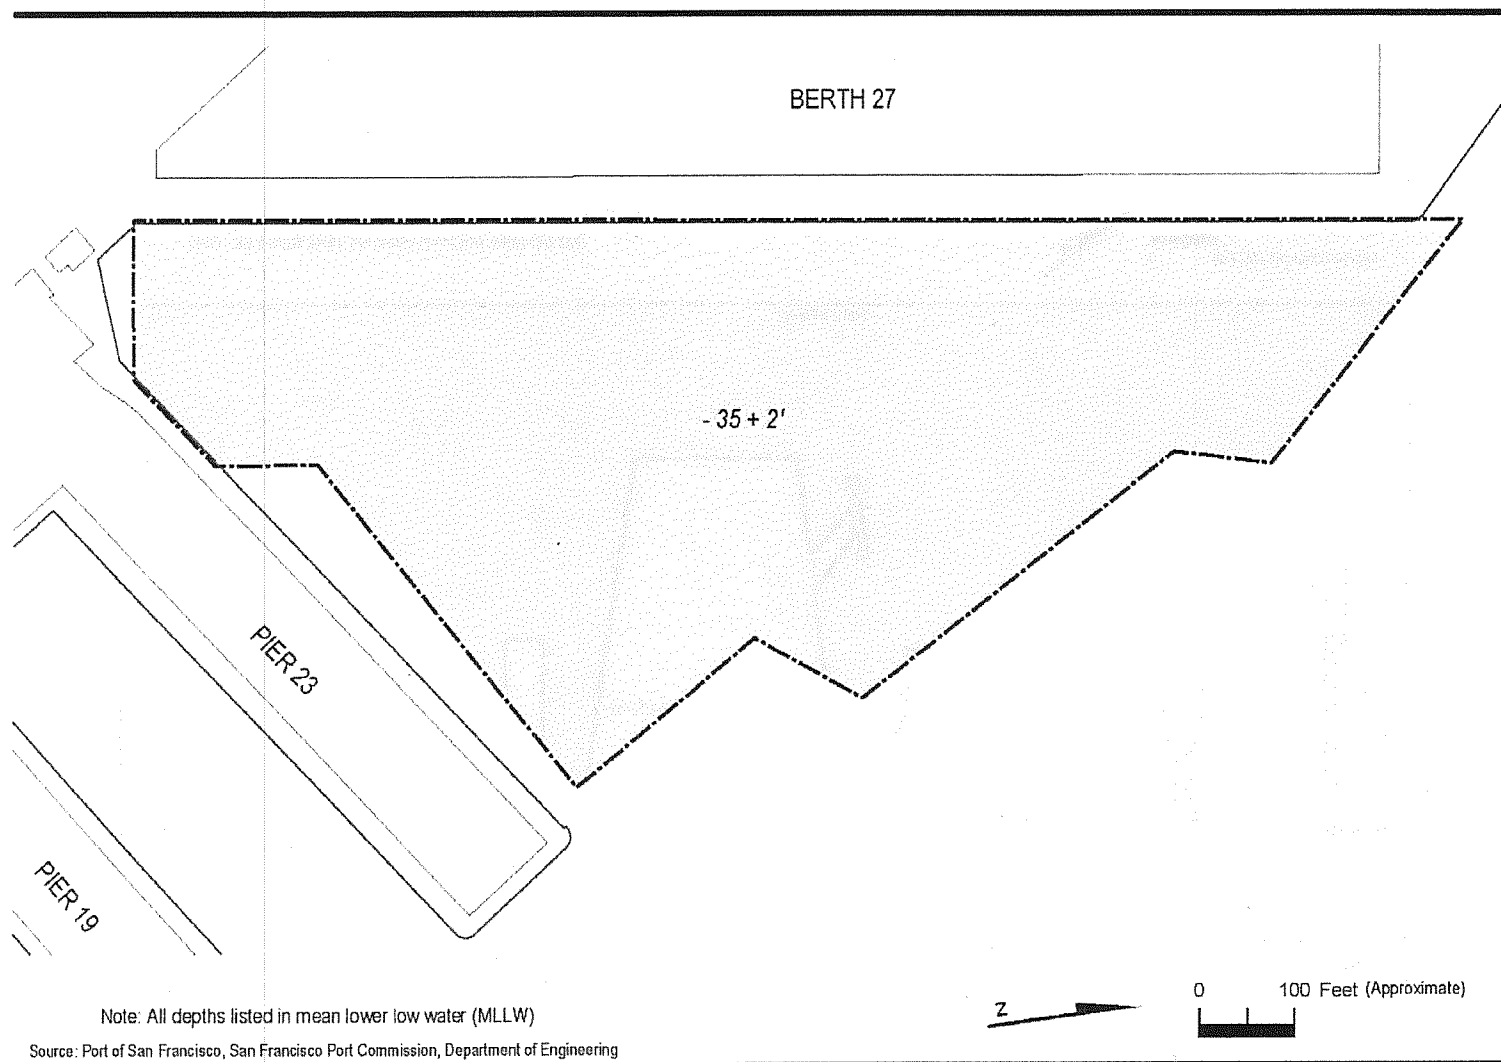 BERTH 27
- 35 + 2'
PIER 23
PIER 19
N
0 100 Feet (Approximate)
Note: All depths listed in mean lower low water (MLLW)
Source: Port of San Francisco, San Francisco Port Commission, Department of Engineering